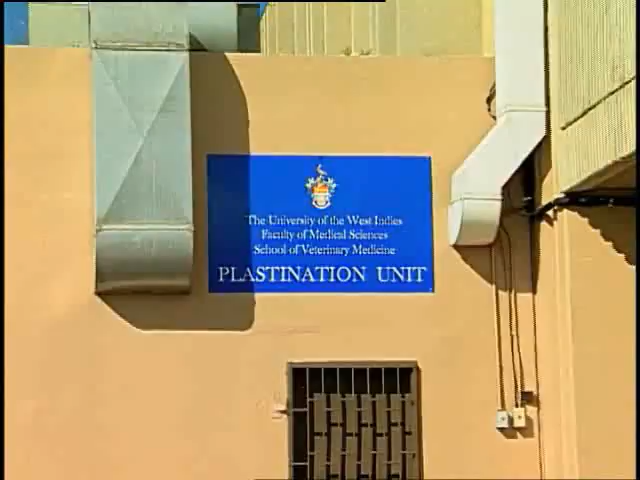 The University of the West Indies
Faculty of Medical Sciences
School of Veterinary Medicine
PLASTINATION UNIT